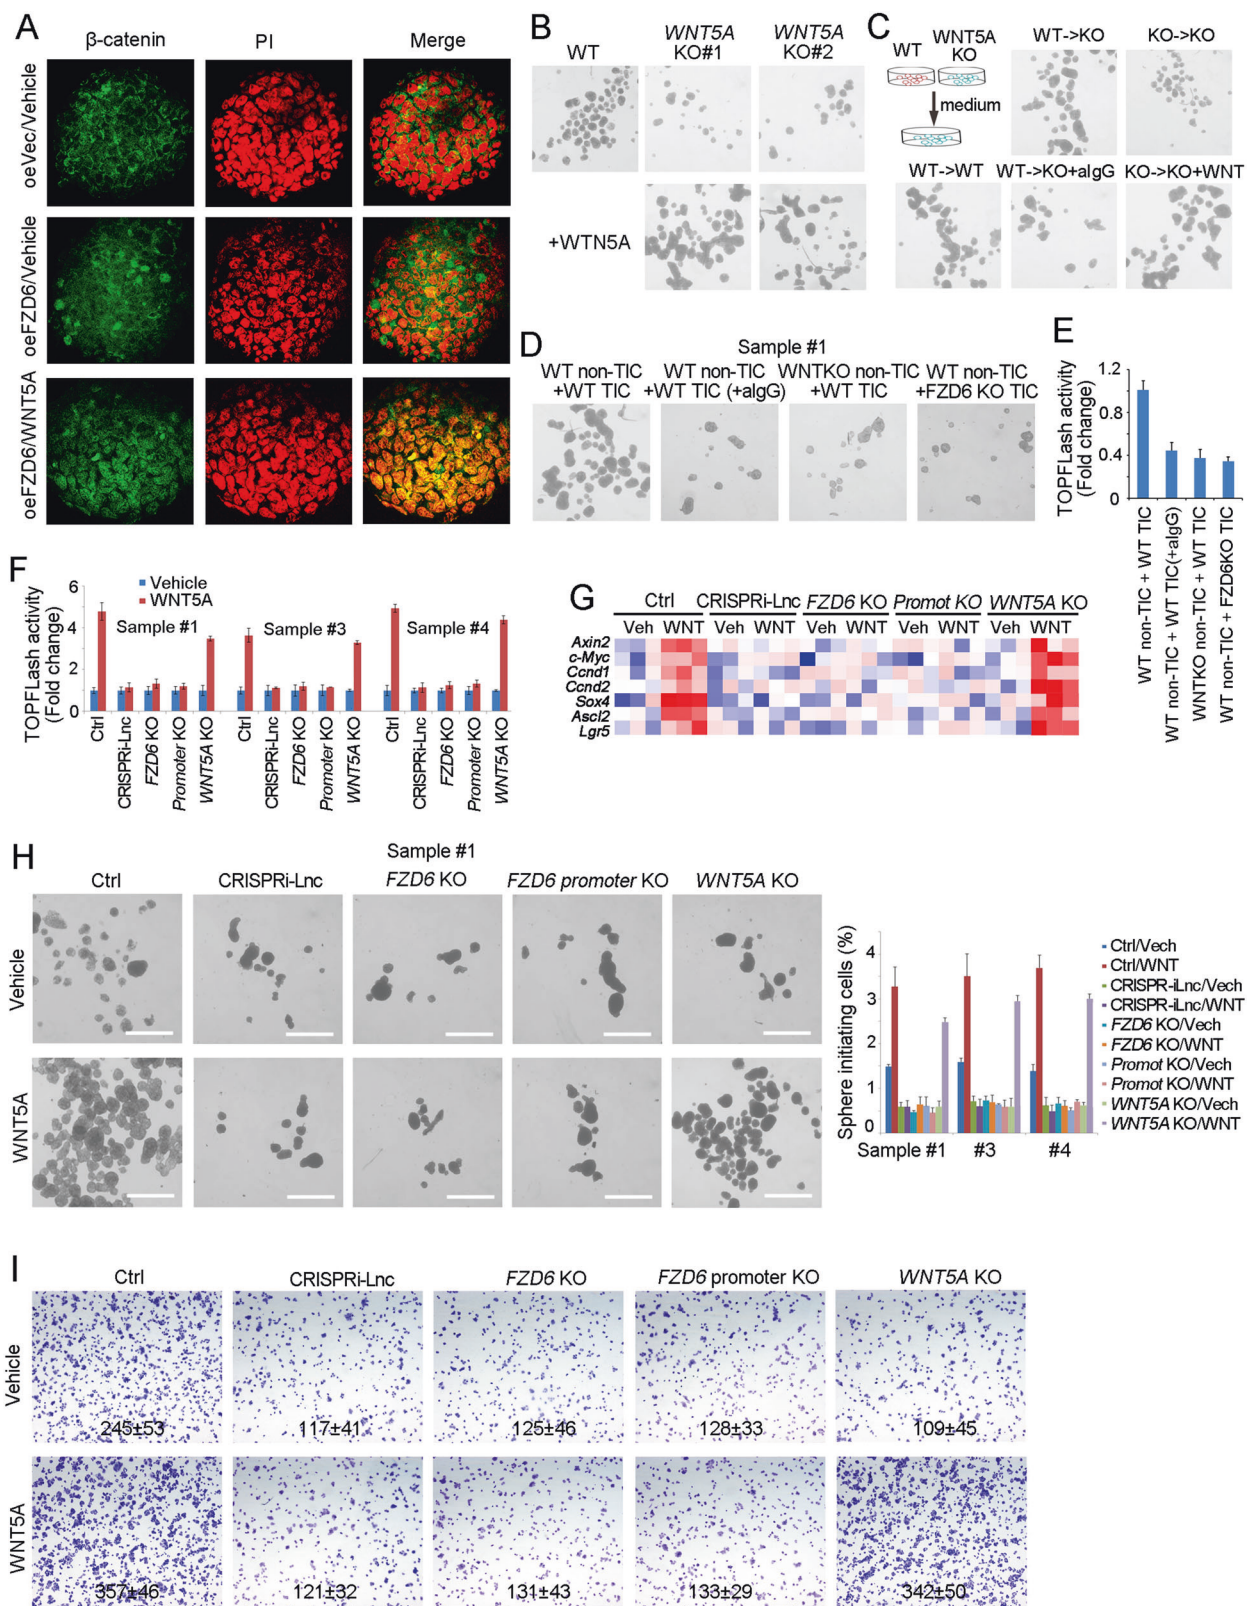 A
β-catenin
PI
Merge
oeVec/Vehicle
oeFZD6/Vehicle
oeFZD6/WNT5A
B
WT
WNT5A
KO#1
WNT5A
KO#2
+WTN5A
C
WT
WNT5A
KO
medium
WT->KO
KO->KO
WT->WT
WT->KO+algG
KO->KO+WNT
D
Sample #1
WT non-TIC
+WT TIC
WT non-TIC
+WT TIC (+algG)
WNTKO non-TIC
+WT TIC
WT non-TIC
+FZD6 KO TIC
E
TOPFLash activity
(Fold change)
1.2
0.8
0.4
0
WT non-TIC + WT TIC
WT non-TIC + WT TIC(+algG)
WNTKO non-TIC + WT TIC
WT non-TIC + FZD6KO TIC
F
TOPFLash activity
(Fold change)
6
4
2
0
Vehicle
WNT5A
Sample #1
Sample #3
Sample #4
Ctrl
CRISPRi-Lnc
FZD6 KO
Promoter KO
WNT5A KO
Ctrl
CRISPRi-Lnc
FZD6 KO
Promoter KO
WNT5A KO
Ctrl
CRISPRi-Lnc
FZD6 KO
Promoter KO
WNT5A KO
G
Ctrl CRISPRi-Lnc FZD6 KO Promot KO WNT5A KO
Veh WNT Veh WNT Veh WNT Veh WNT Veh WNT
Axin2
c-Myc
Ccnd1
Ccnd2
Sox4
Ascl2
Lgr5
H
Sample #1
Ctrl
CRISPRi-Lnc
FZD6 KO
FZD6 promoter KO
WNT5A KO
Vehicle
WNT5A
Sphere initiating cells (%)
4
3
2
1
0
Sample #1 #3 #4
Ctrl/Vech
Ctrl/WNT
CRISPR-iLnc/Vech
CRISPR-iLnc/WNT
FZD6 KO/Vech
FZD6 KO/WNT
Promot KO/Vech
Promot KO/WNT
WNT5A KO/Vech
WNT5A KO/WNT
I
Ctrl
CRISPRi-Lnc
FZD6 KO
FZD6 promoter KO
WNT5A KO
Vehicle
245±53
117±41
125±46
128±33
109±45
WNT5A
357±46
121±32
131±43
133±29
342±50